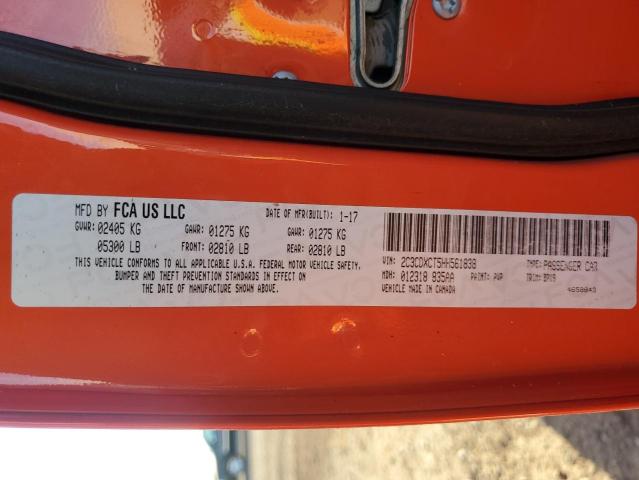 MFD BY FCA US LLC
DATE OF MFR(BUILT): 1-17
GVWR: 02405 KG
GAWR: 01275 KG
GAWR: 01275 KG
05300 LB
FRONT: 02810 LB
REAR: 02810 LB
THIS VEHICLE CONFORMS TO ALL APPLICABLE U.S.A. FEDERAL MOTOR VEHICLE SAFETY,
BUMPER AND THEFT PREVENTION STANDARDS IN EFFECT ON
THE DATE OF MANUFACTURE SHOWN ABOVE.
VIN: 2C3CDXCT5HH561838
TYPE: PASSENGER CAR
MDH: 012318 935AA
PAINT: PVP
TRIM: BPX9
VEHICLE MADE IN CANADA